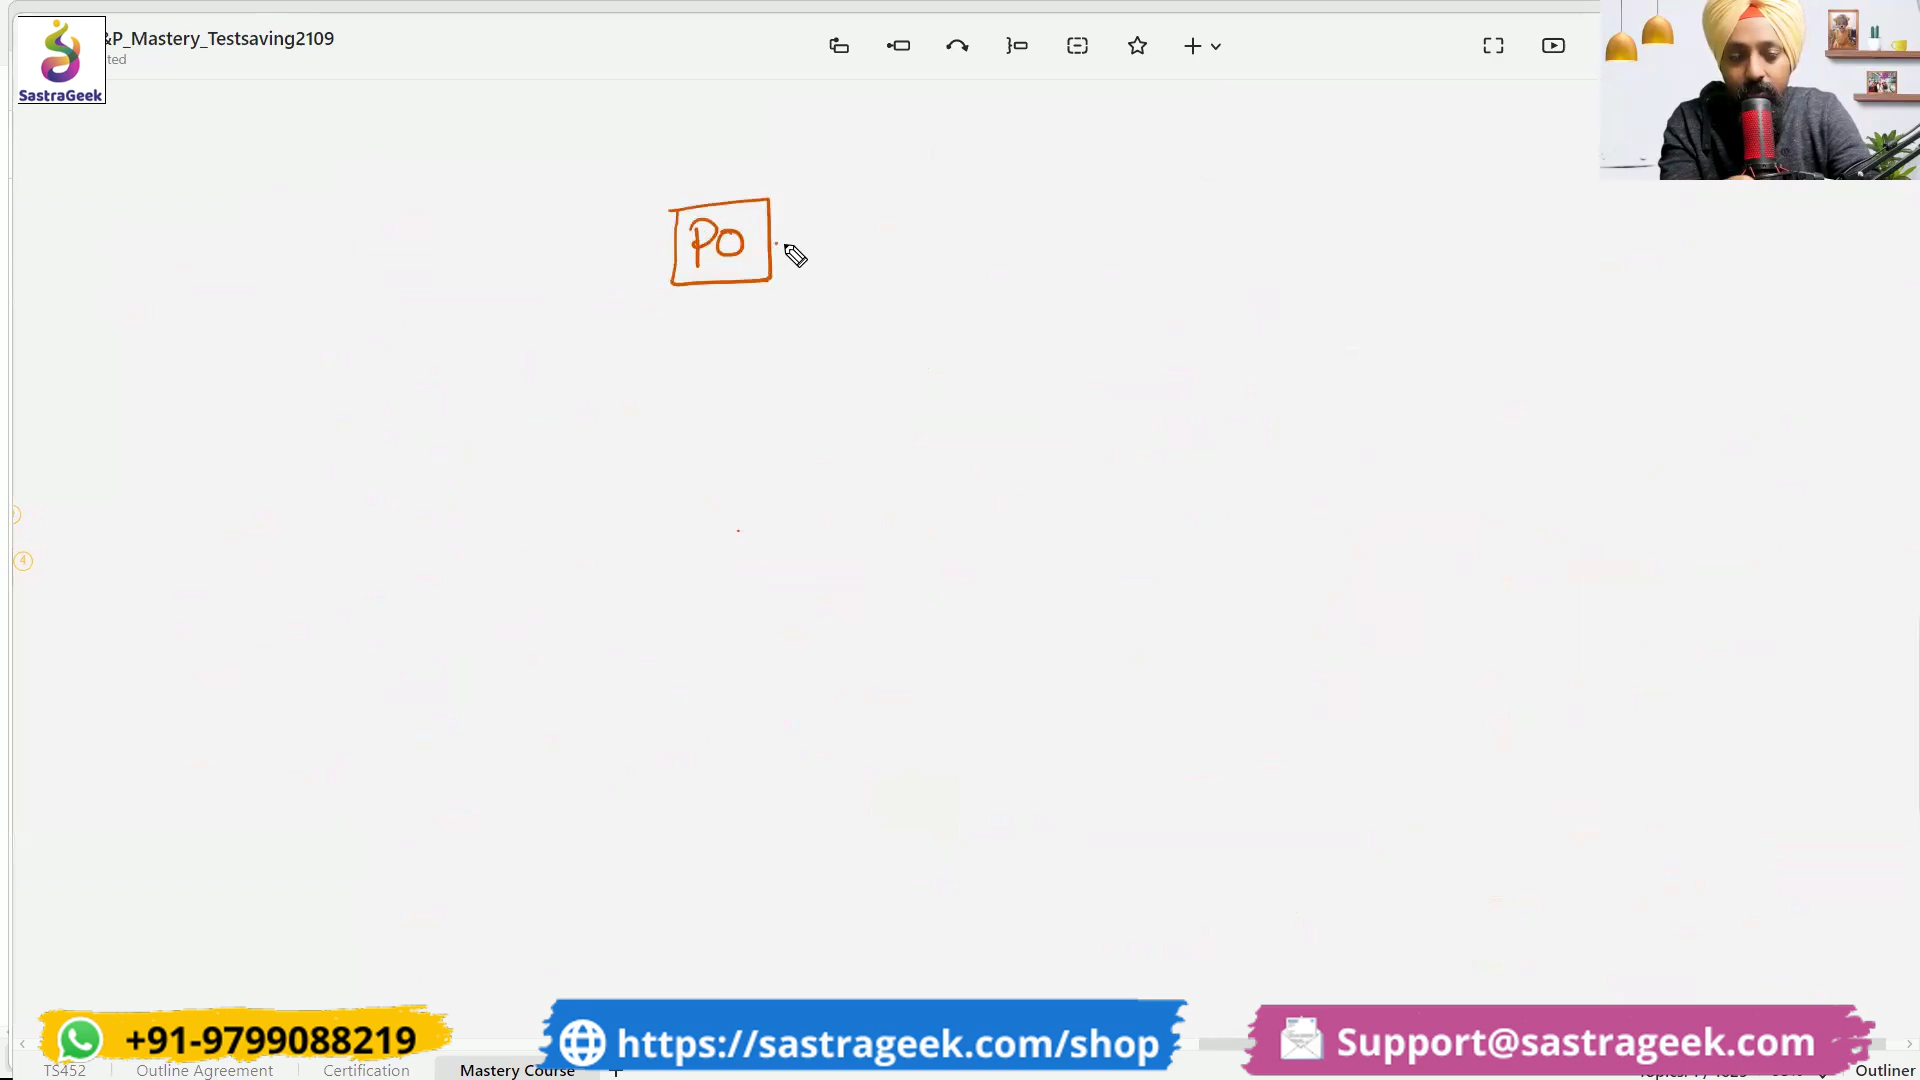 &P_Mastery_Testsaving2109
ted
SastraGeek
PO
4
+91-9799088219
https://sastrageek.com/shop
Support@sastrageek.com
TS452
Outline Agreement
Certification
Mastery Course
Outliner